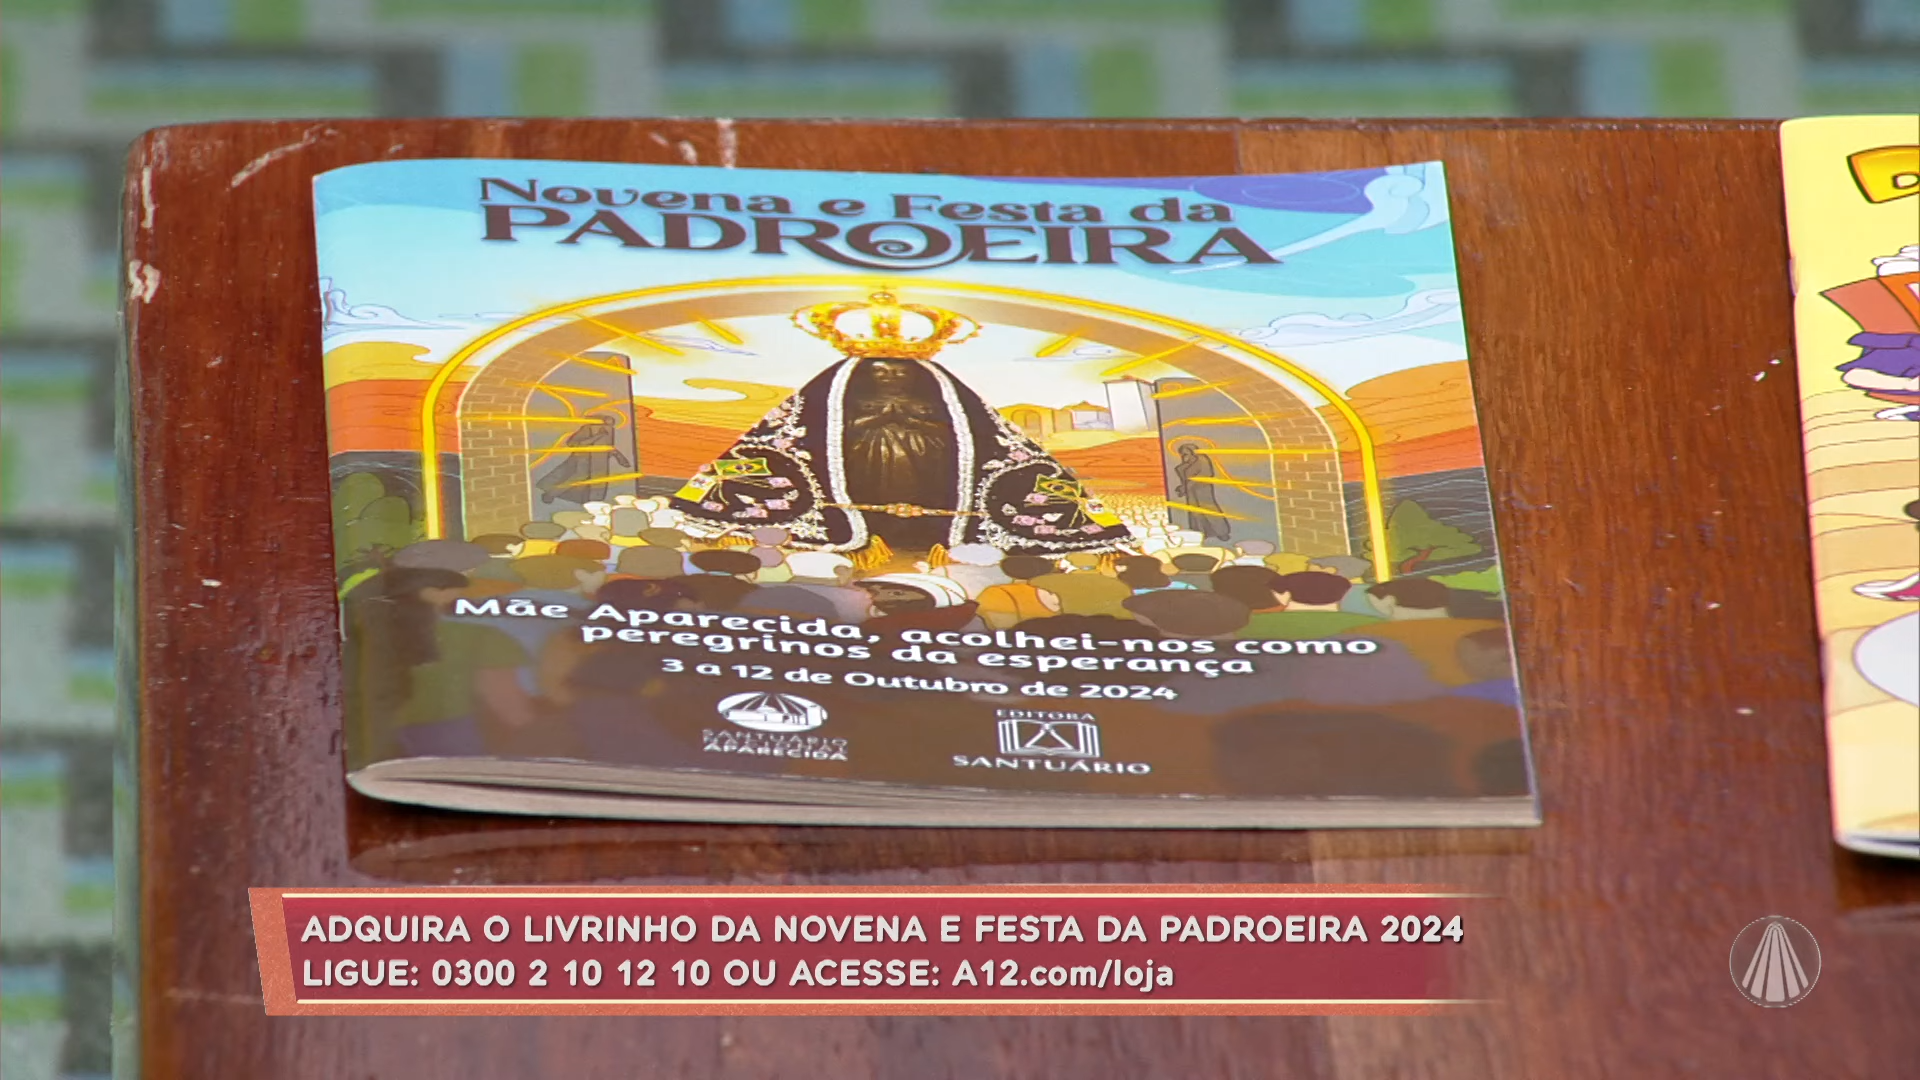 Novena e Festa da
PADROEIRA
Mãe Aparecida, acolhei-nos como
peregrinos da esperança
3 a 12 de Outubro de 2024
SANTUÁRIO
APARECIDA
EDITORA
SANTUÁRIO
ADQUIRA O LIVRINHO DA NOVENA E FESTA DA PADROEIRA 2024
LIGUE: 0300 2 10 12 10 OU ACESSE: A12.com/loja